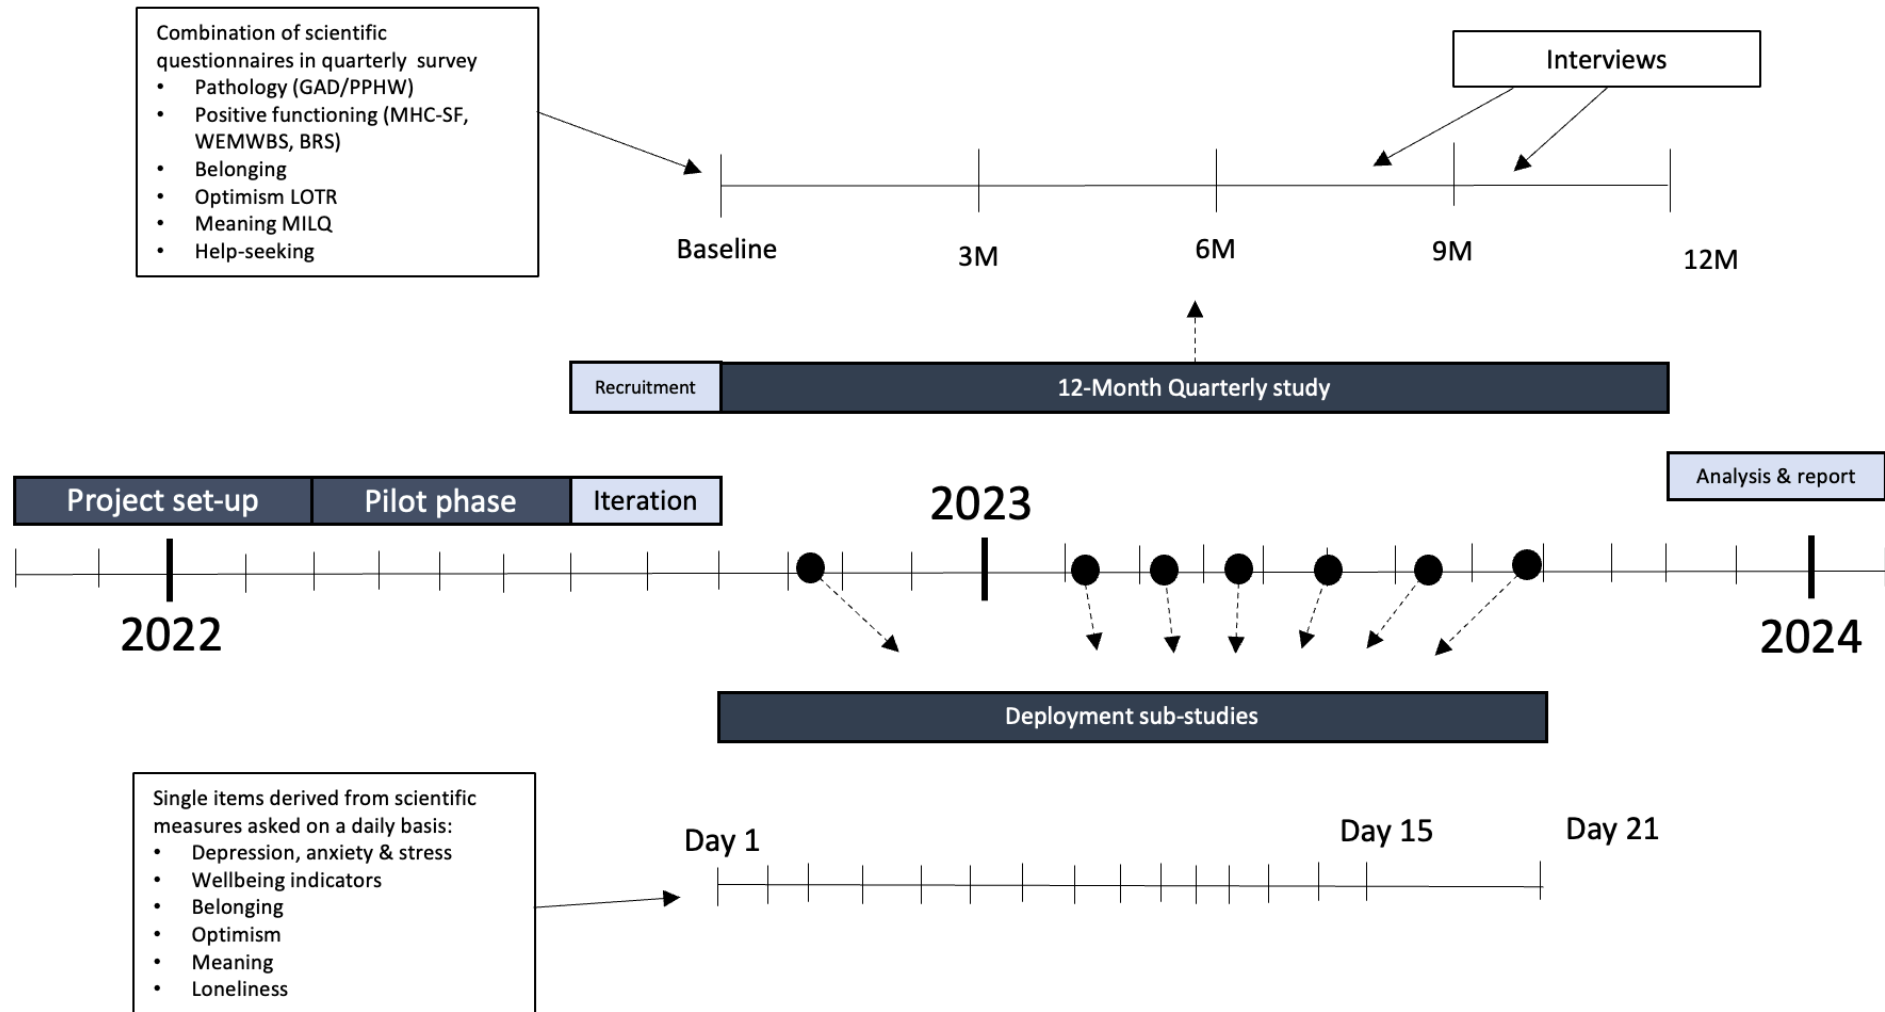 Combination of scientific
questionnaires in quarterly survey
• Pathology (GAD/PPHW)
• Positive functioning (MHC-SF,
WEMWBS, BRS)
• Belonging
• Optimism LOTR
• Meaning MILQ
• Help-seeking
Interviews
Baseline
3M
6M
9M
12M
Recruitment
12-Month Quarterly study
Project set-up
Pilot phase
Iteration
2023
Analysis & report
2022
2024
Deployment sub-studies
Single items derived from scientific
measures asked on a daily basis:
• Depression, anxiety & stress
• Wellbeing indicators
• Belonging
• Optimism
• Meaning
• Loneliness
Day 1
Day 15
Day 21